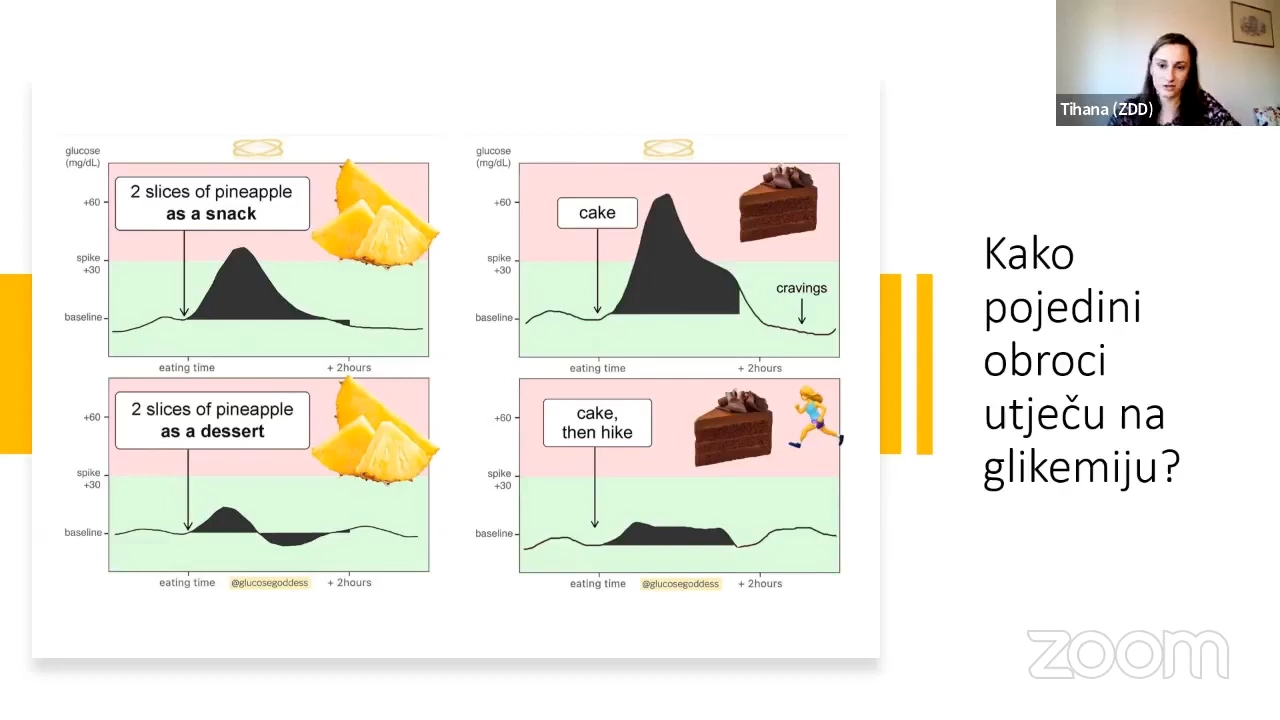 Tihana (ZDD)
glucose
(mg/dL)
+60
spike
+30
baseline
2 slices of pineapple
as a snack
eating time
+ 2hours
glucose
(mg/dL)
+60
spike
+30
baseline
cake
cravings
eating time
+ 2hours
+60
spike
+30
baseline
2 slices of pineapple
as a dessert
eating time
@glucosegoddess
+ 2hours
+60
spike
+30
baseline
cake,
then hike
eating time
@glucosegoddess
+ 2hours
Kako
pojedini
obroci
utječu na
glikemiju?
zoom